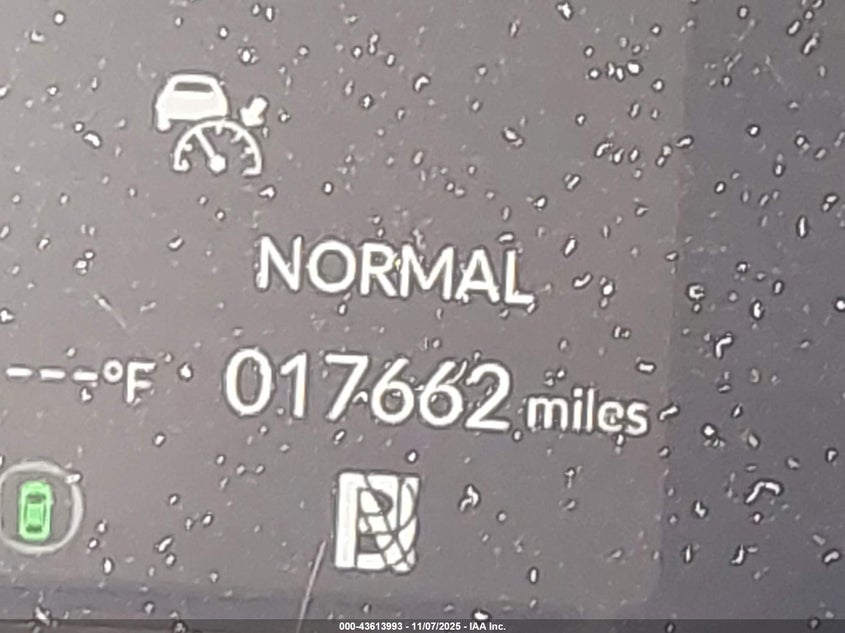 NORMAL
---°F 017662 miles
000-43613993 - 11/07/2025 - IAA Inc.